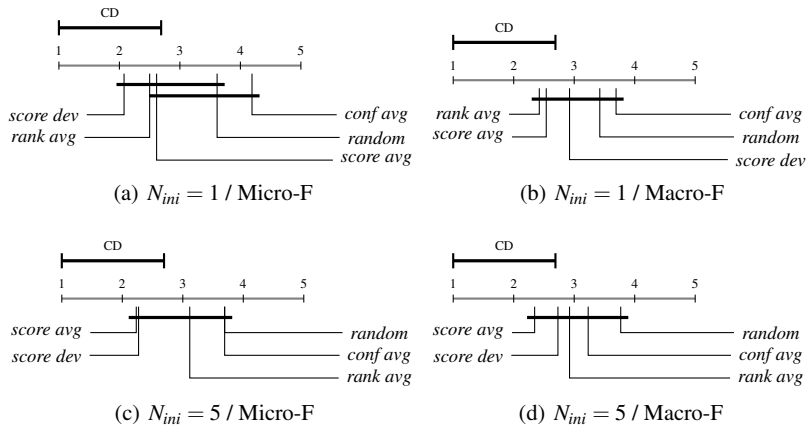 CD
1 2 3 4 5
score dev conf avg
rank avg random
score avg
(a) N_ini = 1 / Micro-F
CD
1 2 3 4 5
rank avg conf avg
score avg random
score dev
(b) N_ini = 1 / Macro-F
CD
1 2 3 4 5
score avg random
score dev conf avg
rank avg
(c) N_ini = 5 / Micro-F
CD
1 2 3 4 5
score avg random
score dev conf avg
rank avg
(d) N_ini = 5 / Macro-F